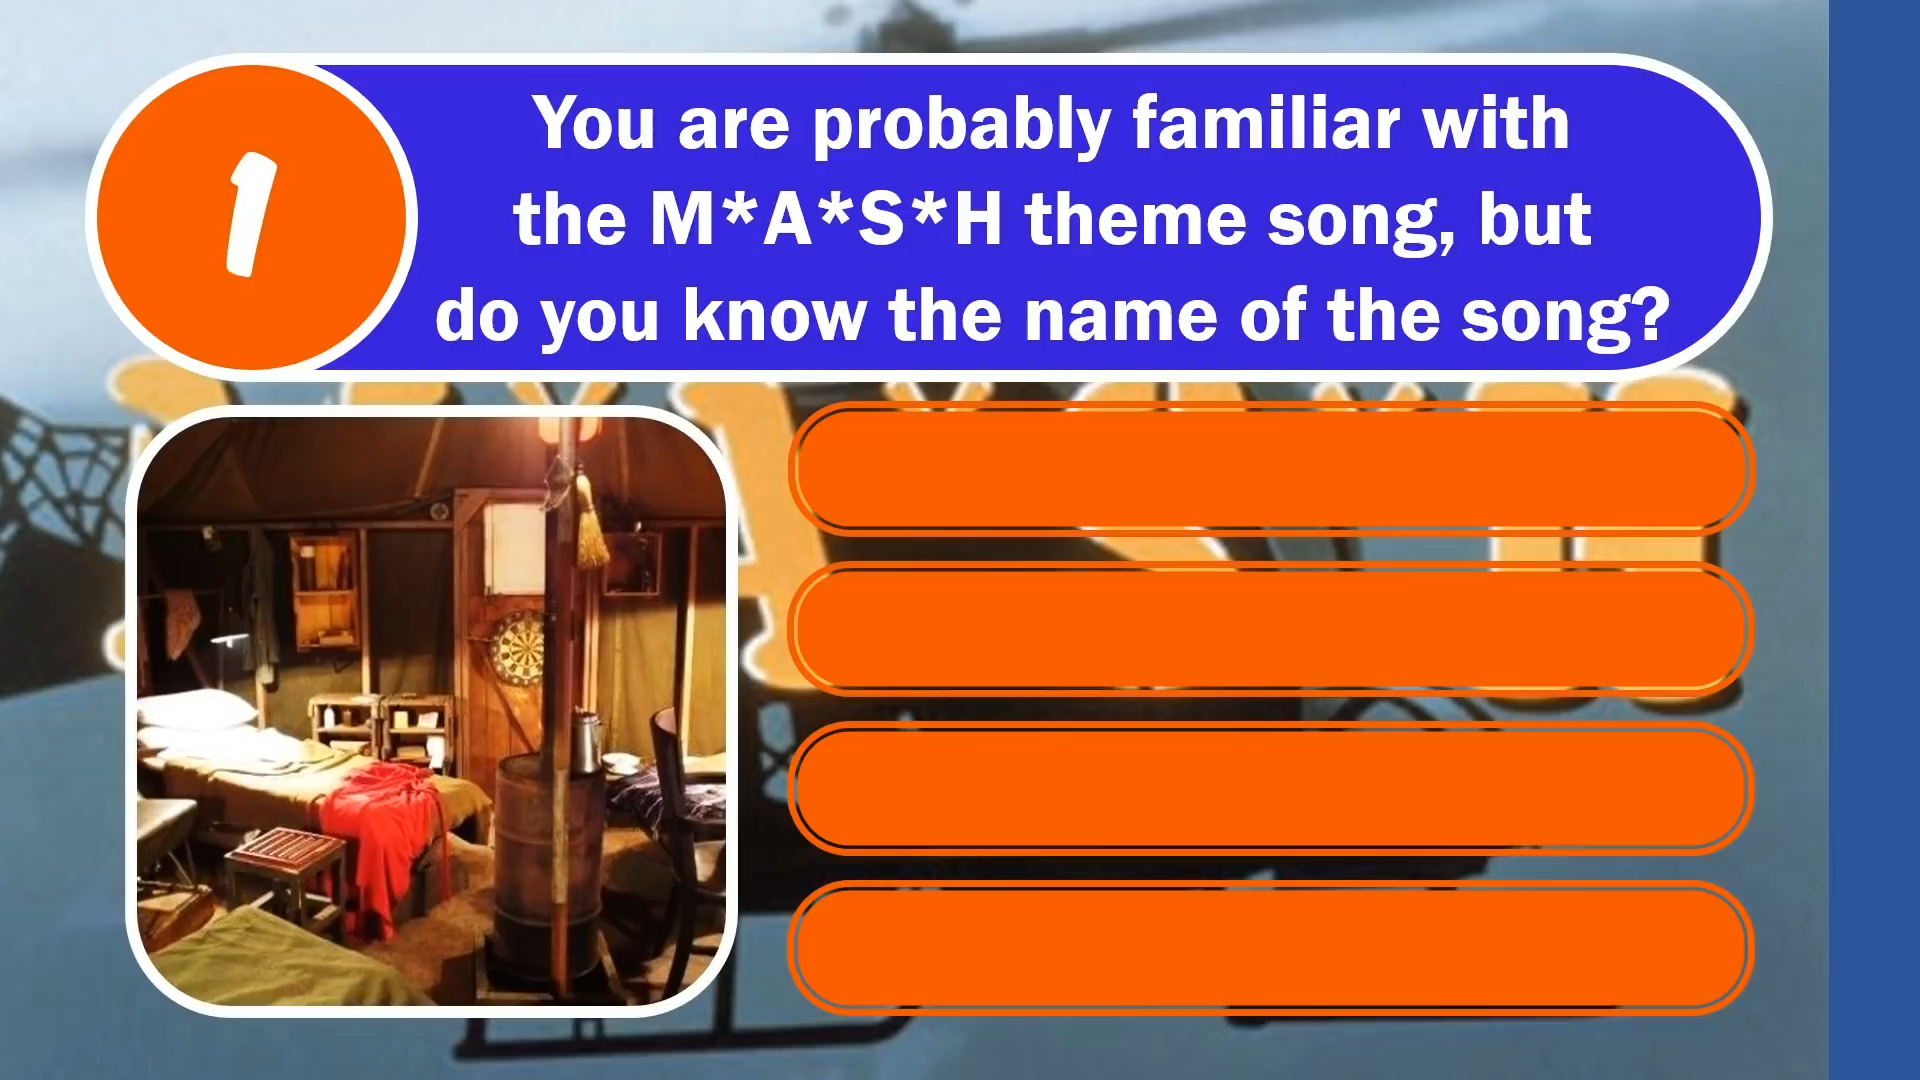 1
You are probably familiar with
the M*A*S*H theme song, but
do you know the name of the song?